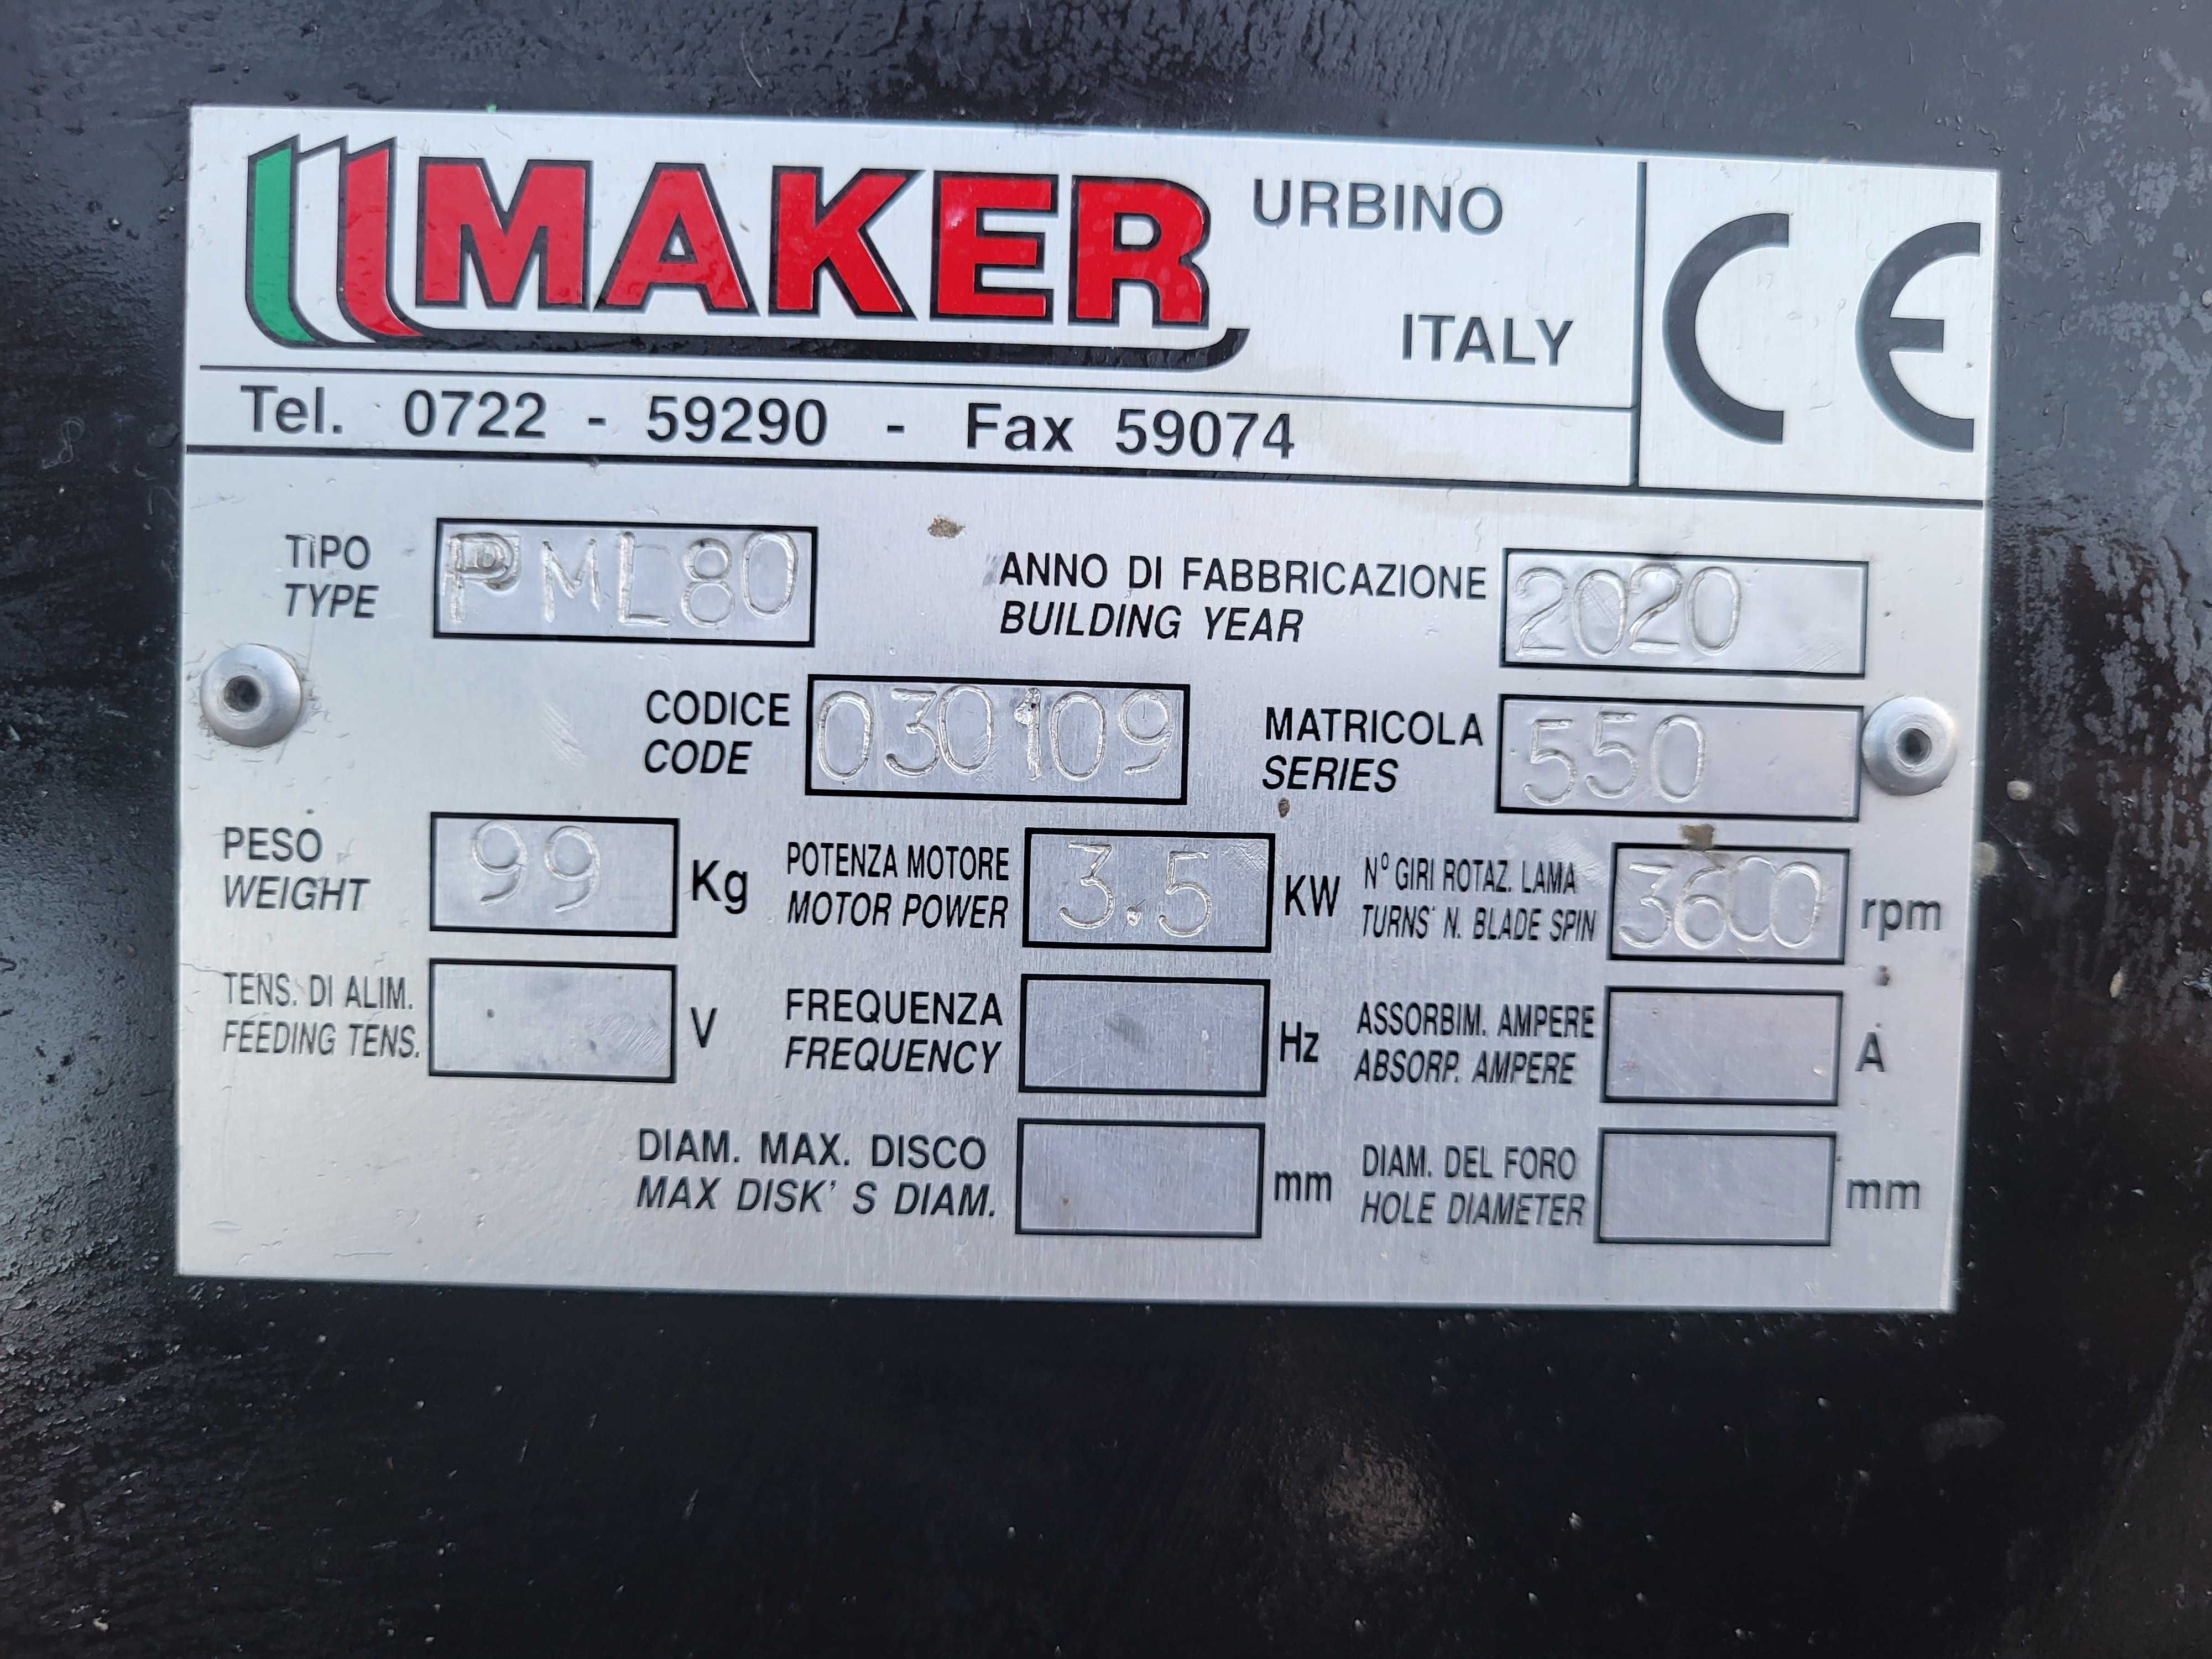 MAKER URBINO
ITALY
CE
Tel. 0722 - 59290 - Fax 59074
TIPO
TYPE
PML80
ANNO DI FABBRICAZIONE
BUILDING YEAR
2020
CODICE
CODE
030109
MATRICOLA
SERIES
550
PESO
WEIGHT
99 Kg
POTENZA MOTORE
MOTOR POWER
3.5 KW
N° GIRI ROTAZ. LAMA
TURNS' N. BLADE SPIN
3600 rpm
TENS. DI ALIM.
FEEDING TENS.
V
FREQUENZA
FREQUENCY
Hz
ASSORBIM. AMPERE
ABSORP. AMPERE
A
DIAM. MAX. DISCO
MAX DISK' S DIAM.
mm
DIAM. DEL FORO
HOLE DIAMETER
mm